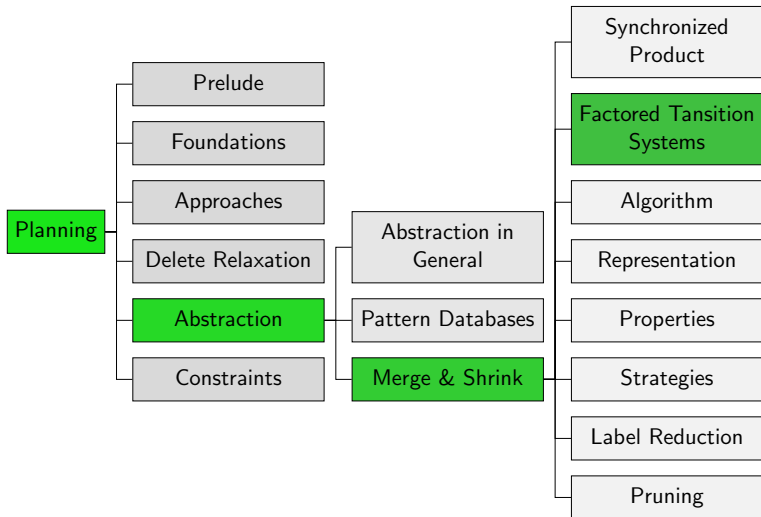 Planning
Prelude
Foundations
Approaches
Delete Relaxation
Abstraction
Constraints
Abstraction in
General
Pattern Databases
Merge & Shrink
Synchronized
Product
Factored Tansition
Systems
Algorithm
Representation
Properties
Strategies
Label Reduction
Pruning